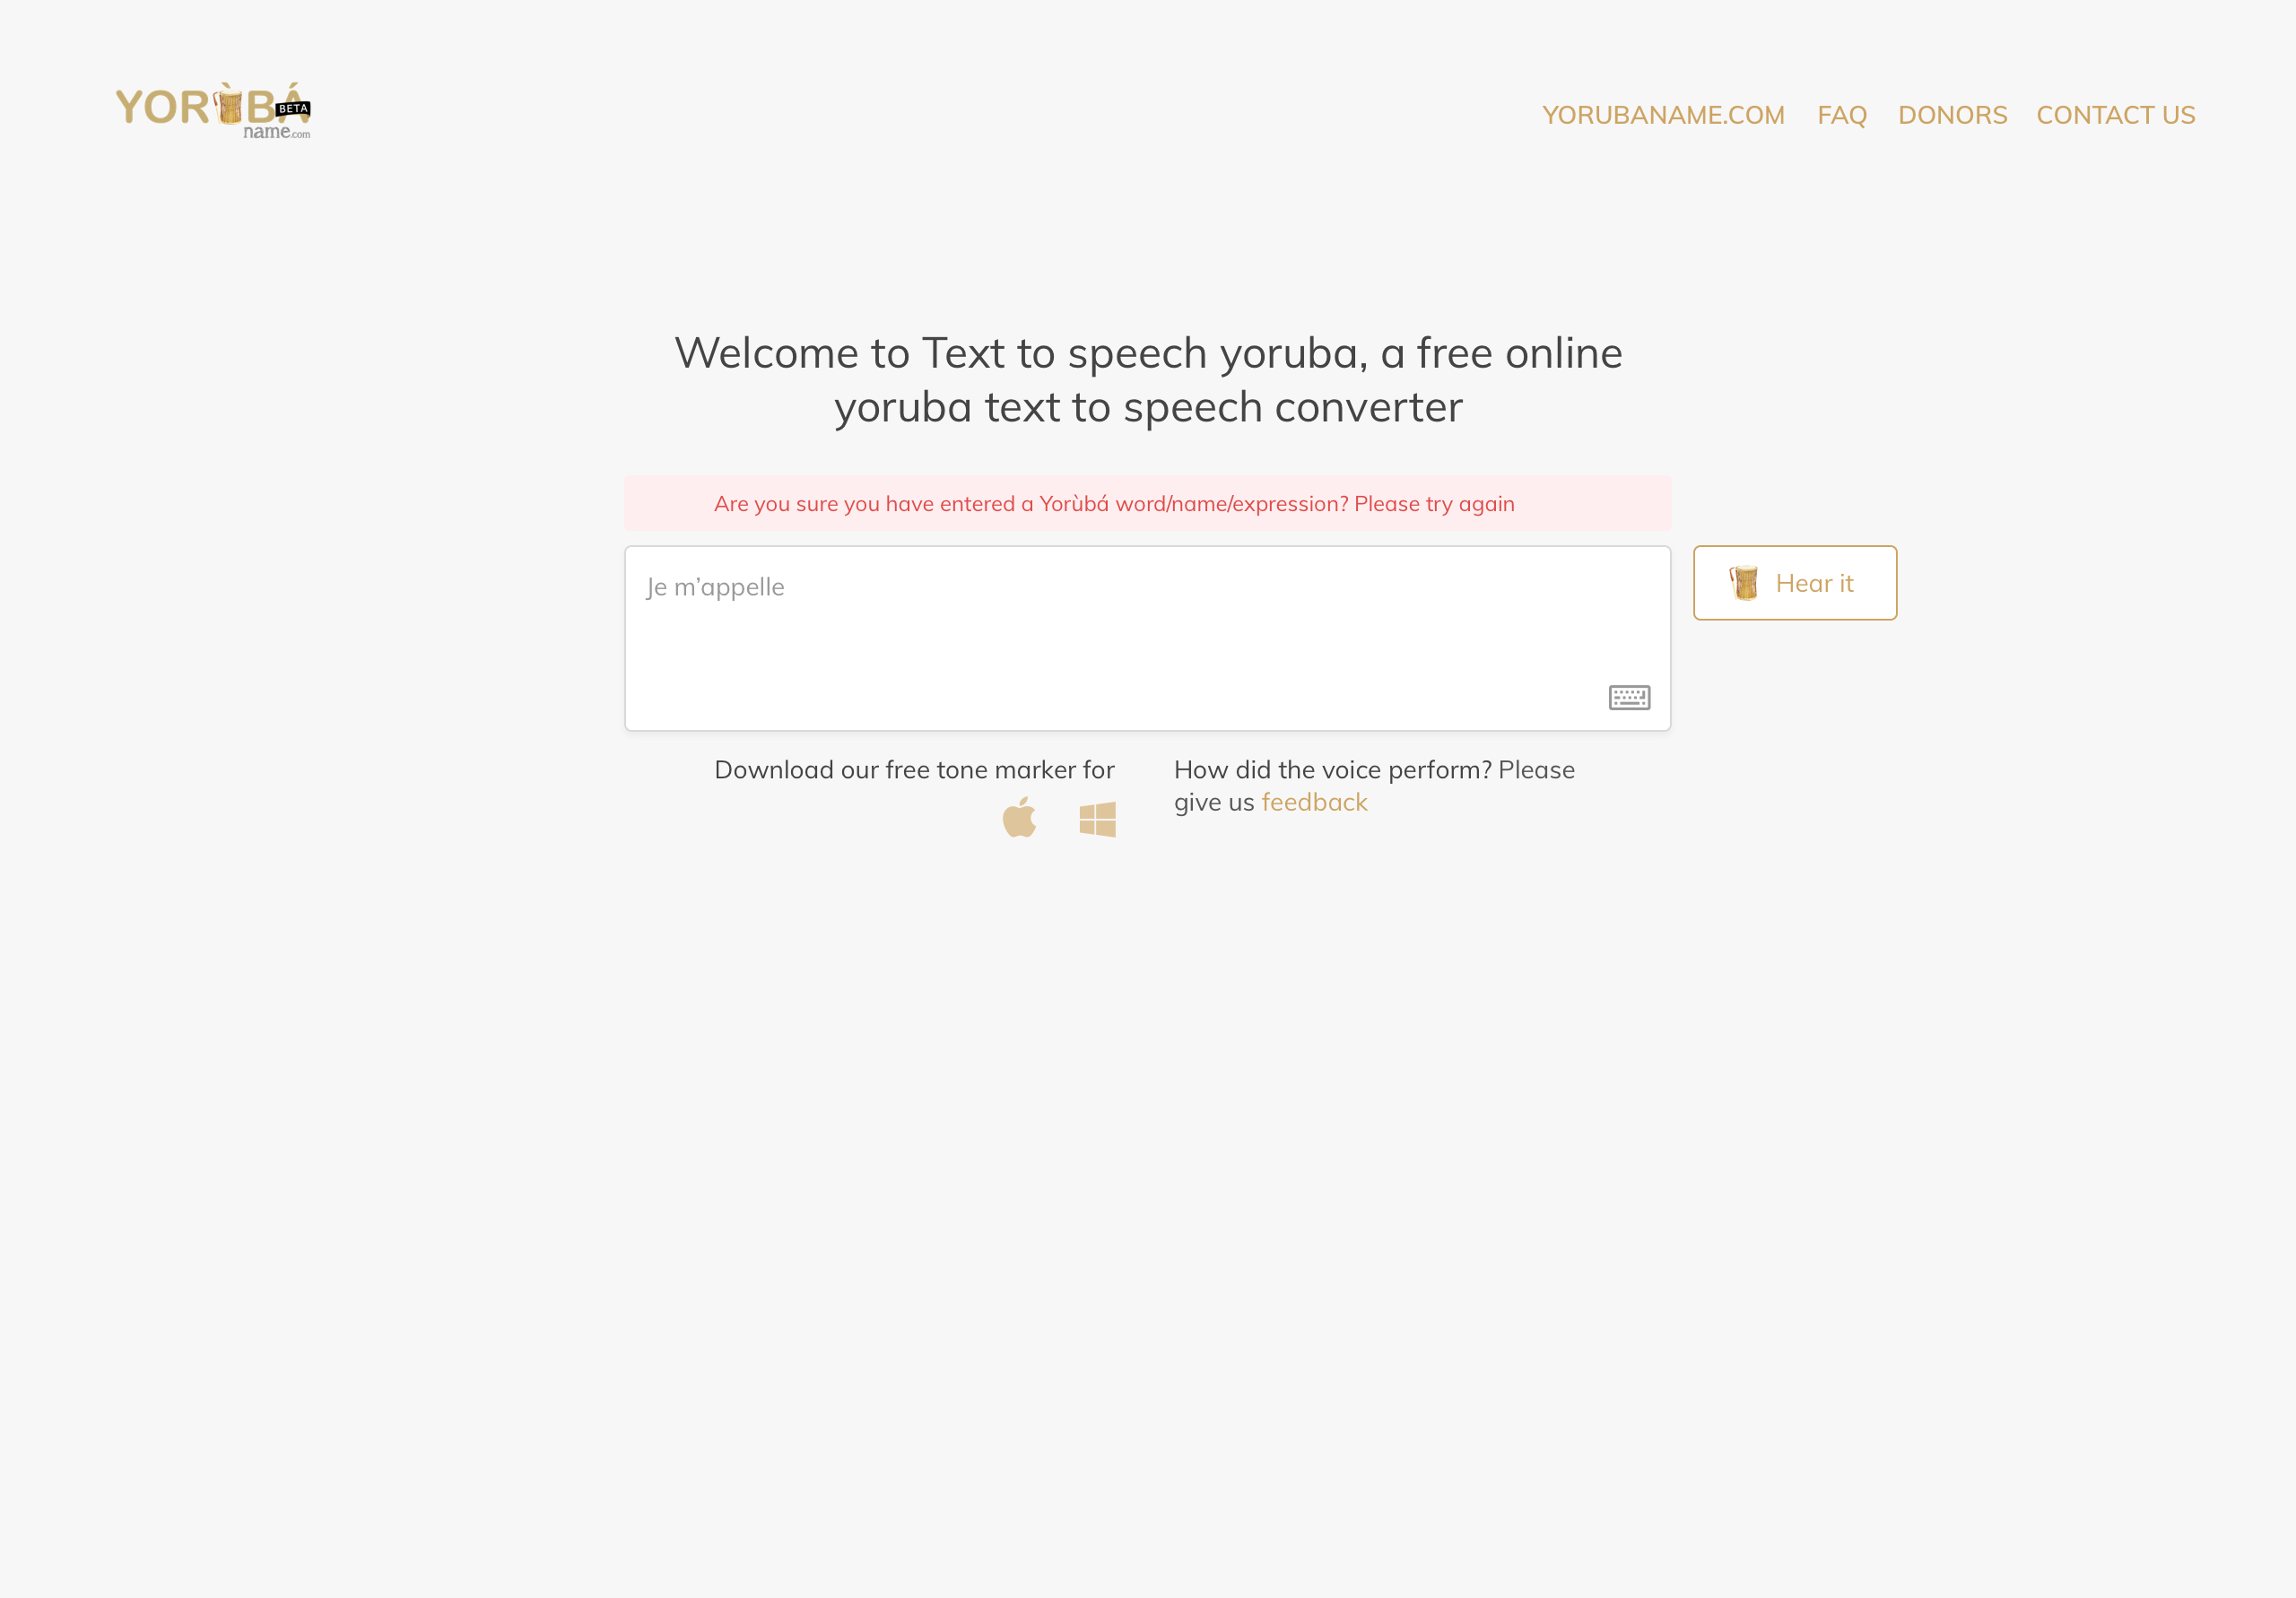 YORÙBÁ
BETA
name.com
YORUBANAME.COM FAQ DONORS CONTACT US
Welcome to Text to speech yoruba, a free online
yoruba text to speech converter
Are you sure you have entered a Yorùbá word/name/expression? Please try again
Je m’appelle
Hear it
Download our free tone marker for
How did the voice perform? Please
give us feedback